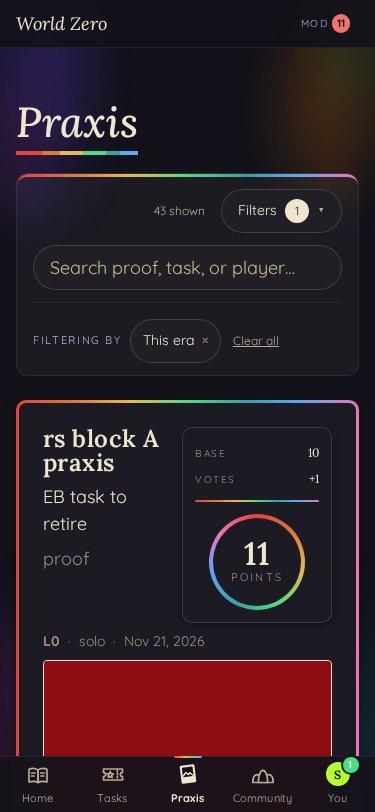 World Zero
MOD 11
Praxis
43 shown
Filters 1 ▾
Search proof, task, or player...
FILTERING BY This era × Clear all
rs block A
praxis
EB task to
retire
proof
BASE 10
VOTES +1
11
POINTS
L0 · solo · Nov 21, 2026
S 1
Home Tasks Praxis Community You